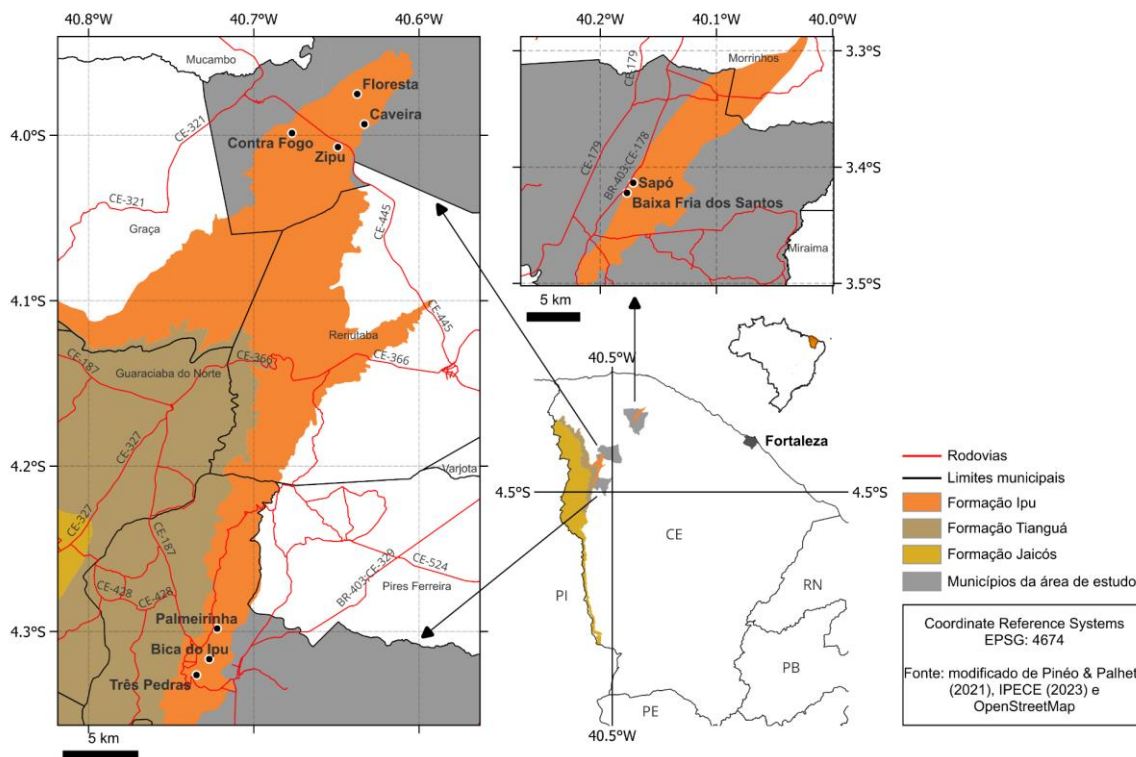 40.8°W
40.7°W
40.6°W
Mucambo
Floresta
Caveira
Contra Fogo
Zipu
CE-321
CE-321
Graça
CE-445
CE-445
Reriutaba
CE-366
CE-366
CE-187
Guaraciaba do Norte
CE-327
CE-327
CE-187
Varjota
BR-403;CE-329
CE-524
Pires Ferreira
CE-428
CE-428
Palmeirinha
Bica do Ipu
Três Pedras
4.0°S
4.1°S
4.2°S
4.3°S
5 km
40.2°W
40.1°W
40.0°W
3.3°S
3.4°S
3.5°S
CE-179
CE-179
BR-403;CE-178
Morrinhos
Sapó
Baixa Fria dos Santos
Miraima
5 km
40.5°W
Fortaleza
4.5°S
4.5°S
CE
PI
RN
PB
PE
40.5°W
Rodovias
Limites municipais
Formação Ipu
Formação Tianguá
Formação Jaicós
Municípios da área de estudo
Coordinate Reference Systems
EPSG: 4674
Fonte: modificado de Pinéo & Palhet
(2021), IPECE (2023) e
OpenStreetMap